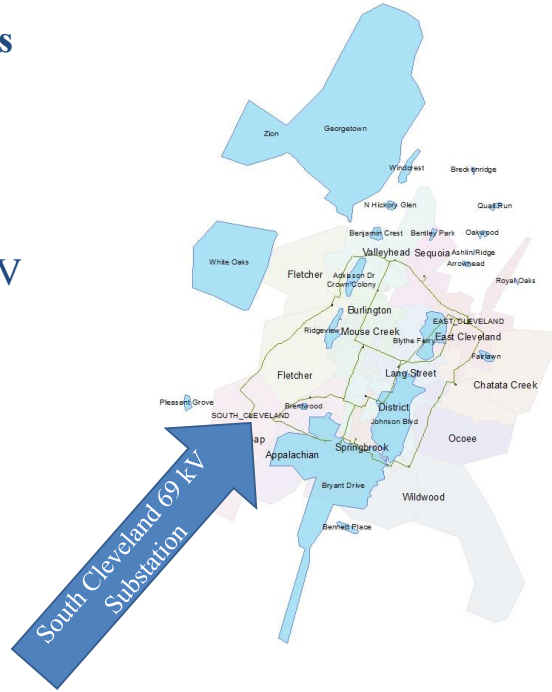 s
Georgetown
Zion
Windcrest
Breckenridge
N Hickory Glen
Quail Run
Benjamin Crest
Bentley Park
Oakwood
Valleyhead
Sequoia
Ashlin/Ridge
White Oaks
V
Fletcher
Adkisson Dr
Arrowhead
Crown Colony
Royal Oaks
Burlington
EAST_CLEVELAND
Ridgeview
Mouse Creek
Blythe Ferry
East Cleveland
Fairlawn
Fletcher
Lang Street
Chatata Creek
Pleasant Grove
Brentwood
District
SOUTH_CLEVELAND
Johnson Blvd
ap
Springbrook
Ocoee
Appalachian
Bryant Drive
Wildwood
Bennett Place
South Cleveland 69 kV
Substation